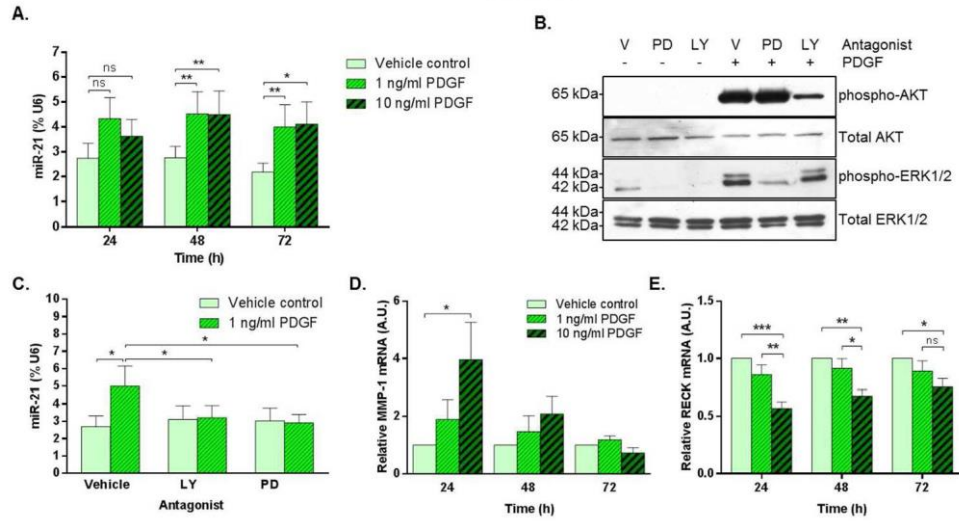 A.
miR-21 (% U6)
7
6
5
4
3
2
1
0
ns
ns
**
**
*
**
24
48
72
Time (h)
Vehicle control
1 ng/ml PDGF
10 ng/ml PDGF
B.
V PD LY V PD LY Antagonist
- - - + + + PDGF
65 kDa phospho-AKT
65 kDa Total AKT
44 kDa
42 kDa
phospho-ERK1/2
44 kDa
42 kDa
Total ERK1/2
C.
miR-21 (% U6)
10
9
8
7
6
5
4
3
2
1
0
Vehicle control
1 ng/ml PDGF
*
*
*
Vehicle LY PD
Antagonist
D.
Relative MMP-1 mRNA (A.U.)
6
4
2
0
*
Vehicle control
1 ng/ml PDGF
10 ng/ml PDGF
24 48 72
Time (h)
E.
Relative RECK mRNA (A.U.)
1.5
1.0
0.5
0.0
***
**
**
*
*
ns
24 48 72
Time (h)